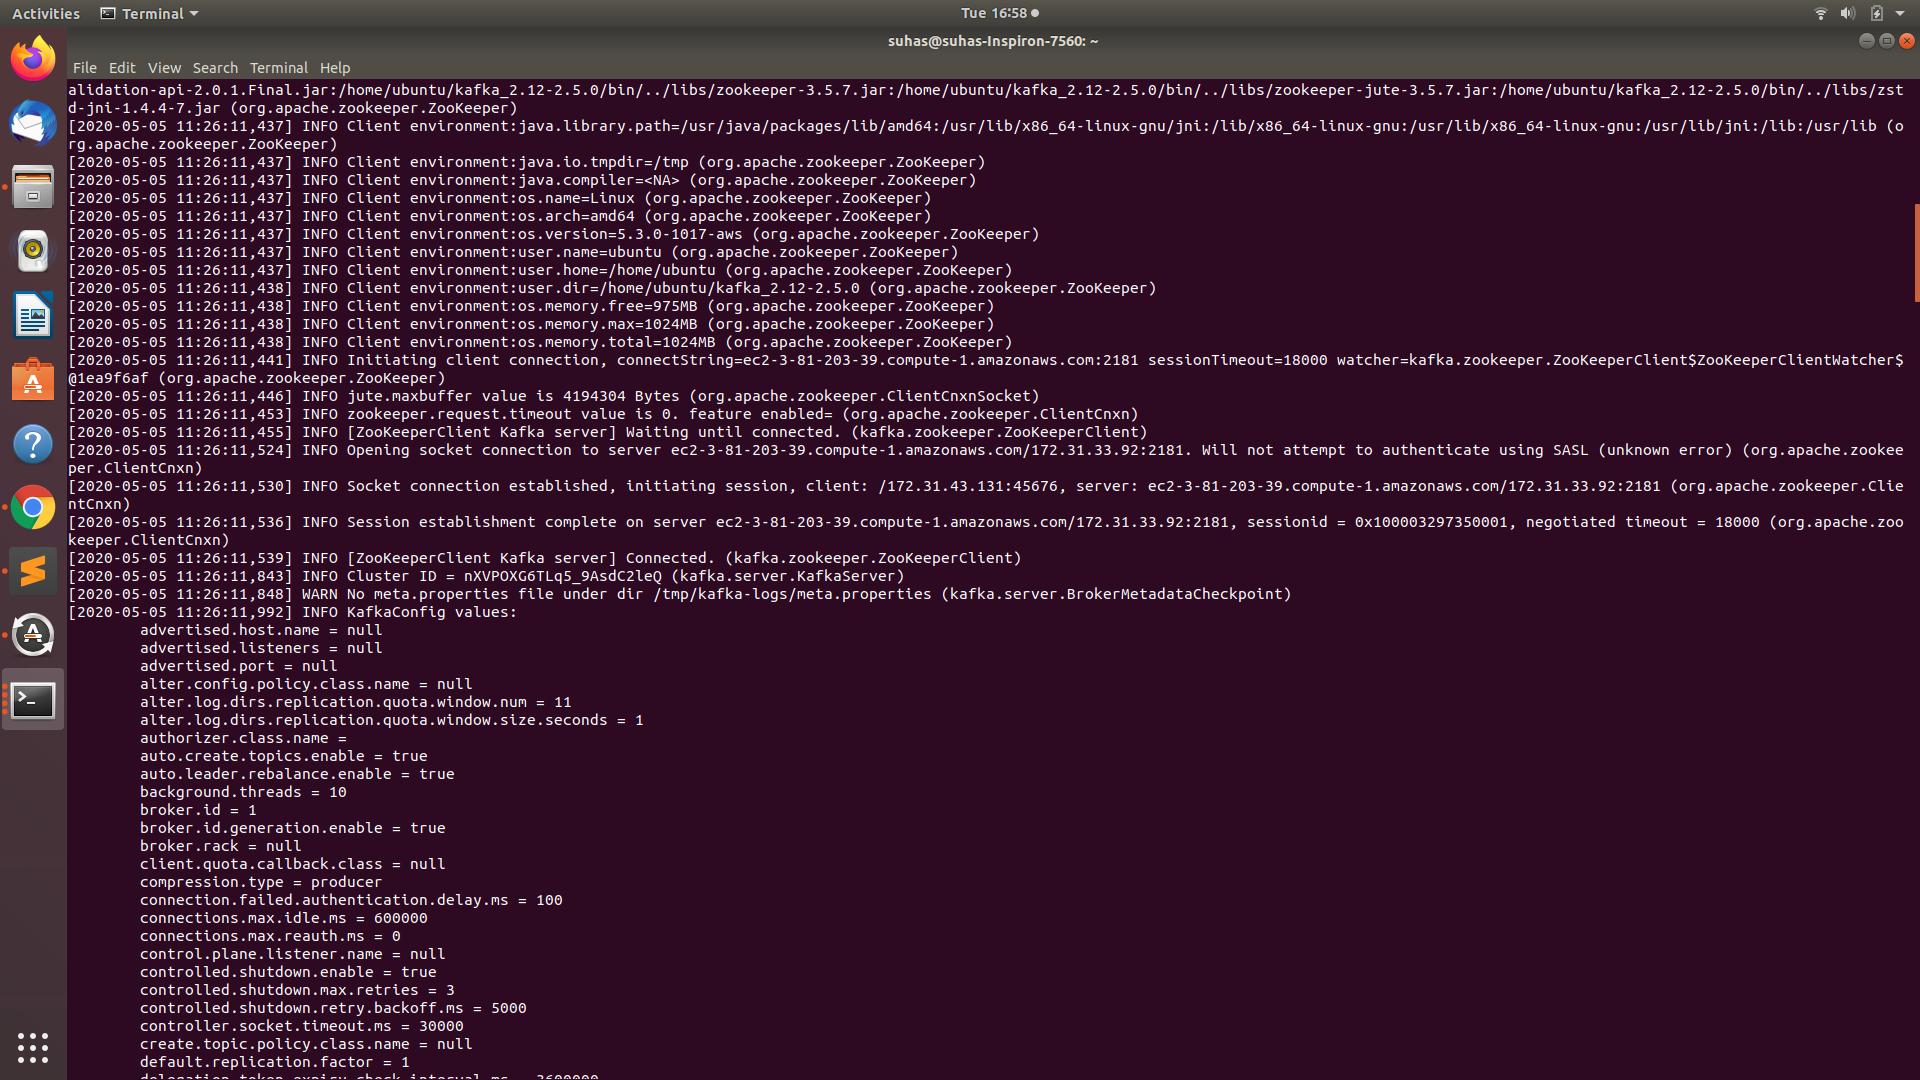 Activities Terminal Tue 16:58
suhas@suhas-Inspiron-7560: ~
File Edit View Search Terminal Help
alidation-api-2.0.1.Final.jar:/home/ubuntu/kafka_2.12-2.5.0/bin/../libs/zookeeper-3.5.7.jar:/home/ubuntu/kafka_2.12-2.5.0/bin/../libs/zookeeper-jute-3.5.7.jar:/home/ubuntu/kafka_2.12-2.5.0/bin/../libs/zst
d-jni-1.4.4-7.jar (org.apache.zookeeper.ZooKeeper)
[2020-05-05 11:26:11,437] INFO Client environment:java.library.path=/usr/java/packages/lib/amd64:/usr/lib/x86_64-linux-gnu/jni:/lib/x86_64-linux-gnu:/usr/lib/x86_64-linux-gnu:/usr/lib/jni:/lib:/usr/lib (o
rg.apache.zookeeper.ZooKeeper)
[2020-05-05 11:26:11,437] INFO Client environment:java.io.tmpdir=/tmp (org.apache.zookeeper.ZooKeeper)
[2020-05-05 11:26:11,437] INFO Client environment:java.compiler=<NA> (org.apache.zookeeper.ZooKeeper)
[2020-05-05 11:26:11,437] INFO Client environment:os.name=Linux (org.apache.zookeeper.ZooKeeper)
[2020-05-05 11:26:11,437] INFO Client environment:os.arch=amd64 (org.apache.zookeeper.ZooKeeper)
[2020-05-05 11:26:11,437] INFO Client environment:os.version=5.3.0-1017-aws (org.apache.zookeeper.ZooKeeper)
[2020-05-05 11:26:11,437] INFO Client environment:user.name=ubuntu (org.apache.zookeeper.ZooKeeper)
[2020-05-05 11:26:11,437] INFO Client environment:user.home=/home/ubuntu (org.apache.zookeeper.ZooKeeper)
[2020-05-05 11:26:11,438] INFO Client environment:user.dir=/home/ubuntu/kafka_2.12-2.5.0 (org.apache.zookeeper.ZooKeeper)
[2020-05-05 11:26:11,438] INFO Client environment:os.memory.free=975MB (org.apache.zookeeper.ZooKeeper)
[2020-05-05 11:26:11,438] INFO Client environment:os.memory.max=1024MB (org.apache.zookeeper.ZooKeeper)
[2020-05-05 11:26:11,438] INFO Client environment:os.memory.total=1024MB (org.apache.zookeeper.ZooKeeper)
[2020-05-05 11:26:11,441] INFO Initiating client connection, connectString=ec2-3-81-203-39.compute-1.amazonaws.com:2181 sessionTimeout=18000 watcher=kafka.zookeeper.ZooKeeperClient$ZooKeeperClientWatcher$
@1ea9f6af (org.apache.zookeeper.ZooKeeper)
[2020-05-05 11:26:11,446] INFO jute.maxbuffer value is 4194304 Bytes (org.apache.zookeeper.ClientCnxnSocket)
[2020-05-05 11:26:11,453] INFO zookeeper.request.timeout value is 0. feature enabled= (org.apache.zookeeper.ClientCnxn)
[2020-05-05 11:26:11,455] INFO [ZooKeeperClient Kafka server] Waiting until connected. (kafka.zookeeper.ZooKeeperClient)
[2020-05-05 11:26:11,524] INFO Opening socket connection to server ec2-3-81-203-39.compute-1.amazonaws.com/172.31.33.92:2181. Will not attempt to authenticate using SASL (unknown error) (org.apache.zookee
per.ClientCnxn)
[2020-05-05 11:26:11,530] INFO Socket connection established, initiating session, client: /172.31.43.131:45676, server: ec2-3-81-203-39.compute-1.amazonaws.com/172.31.33.92:2181 (org.apache.zookeeper.Clie
ntCnxn)
[2020-05-05 11:26:11,536] INFO Session establishment complete on server ec2-3-81-203-39.compute-1.amazonaws.com/172.31.33.92:2181, sessionid = 0x100003297350001, negotiated timeout = 18000 (org.apache.zoo
keeper.ClientCnxn)
[2020-05-05 11:26:11,539] INFO [ZooKeeperClient Kafka server] Connected. (kafka.zookeeper.ZooKeeperClient)
[2020-05-05 11:26:11,843] INFO Cluster ID = nXVPOXG6TLq5_9AsdC2leQ (kafka.server.KafkaServer)
[2020-05-05 11:26:11,848] WARN No meta.properties file under dir /tmp/kafka-logs/meta.properties (kafka.server.BrokerMetadataCheckpoint)
[2020-05-05 11:26:11,992] INFO KafkaConfig values:
advertised.host.name = null
advertised.listeners = null
advertised.port = null
alter.config.policy.class.name = null
alter.log.dirs.replication.quota.window.num = 11
alter.log.dirs.replication.quota.window.size.seconds = 1
authorizer.class.name =
auto.create.topics.enable = true
auto.leader.rebalance.enable = true
background.threads = 10
broker.id = 1
broker.id.generation.enable = true
broker.rack = null
client.quota.callback.class = null
compression.type = producer
connection.failed.authentication.delay.ms = 100
connections.max.idle.ms = 600000
connections.max.reauth.ms = 0
control.plane.listener.name = null
controlled.shutdown.enable = true
controlled.shutdown.max.retries = 3
controlled.shutdown.retry.backoff.ms = 5000
controller.socket.timeout.ms = 30000
create.topic.policy.class.name = null
default.replication.factor = 1
delegation.token.expiry.check.interval.ms = 3600000